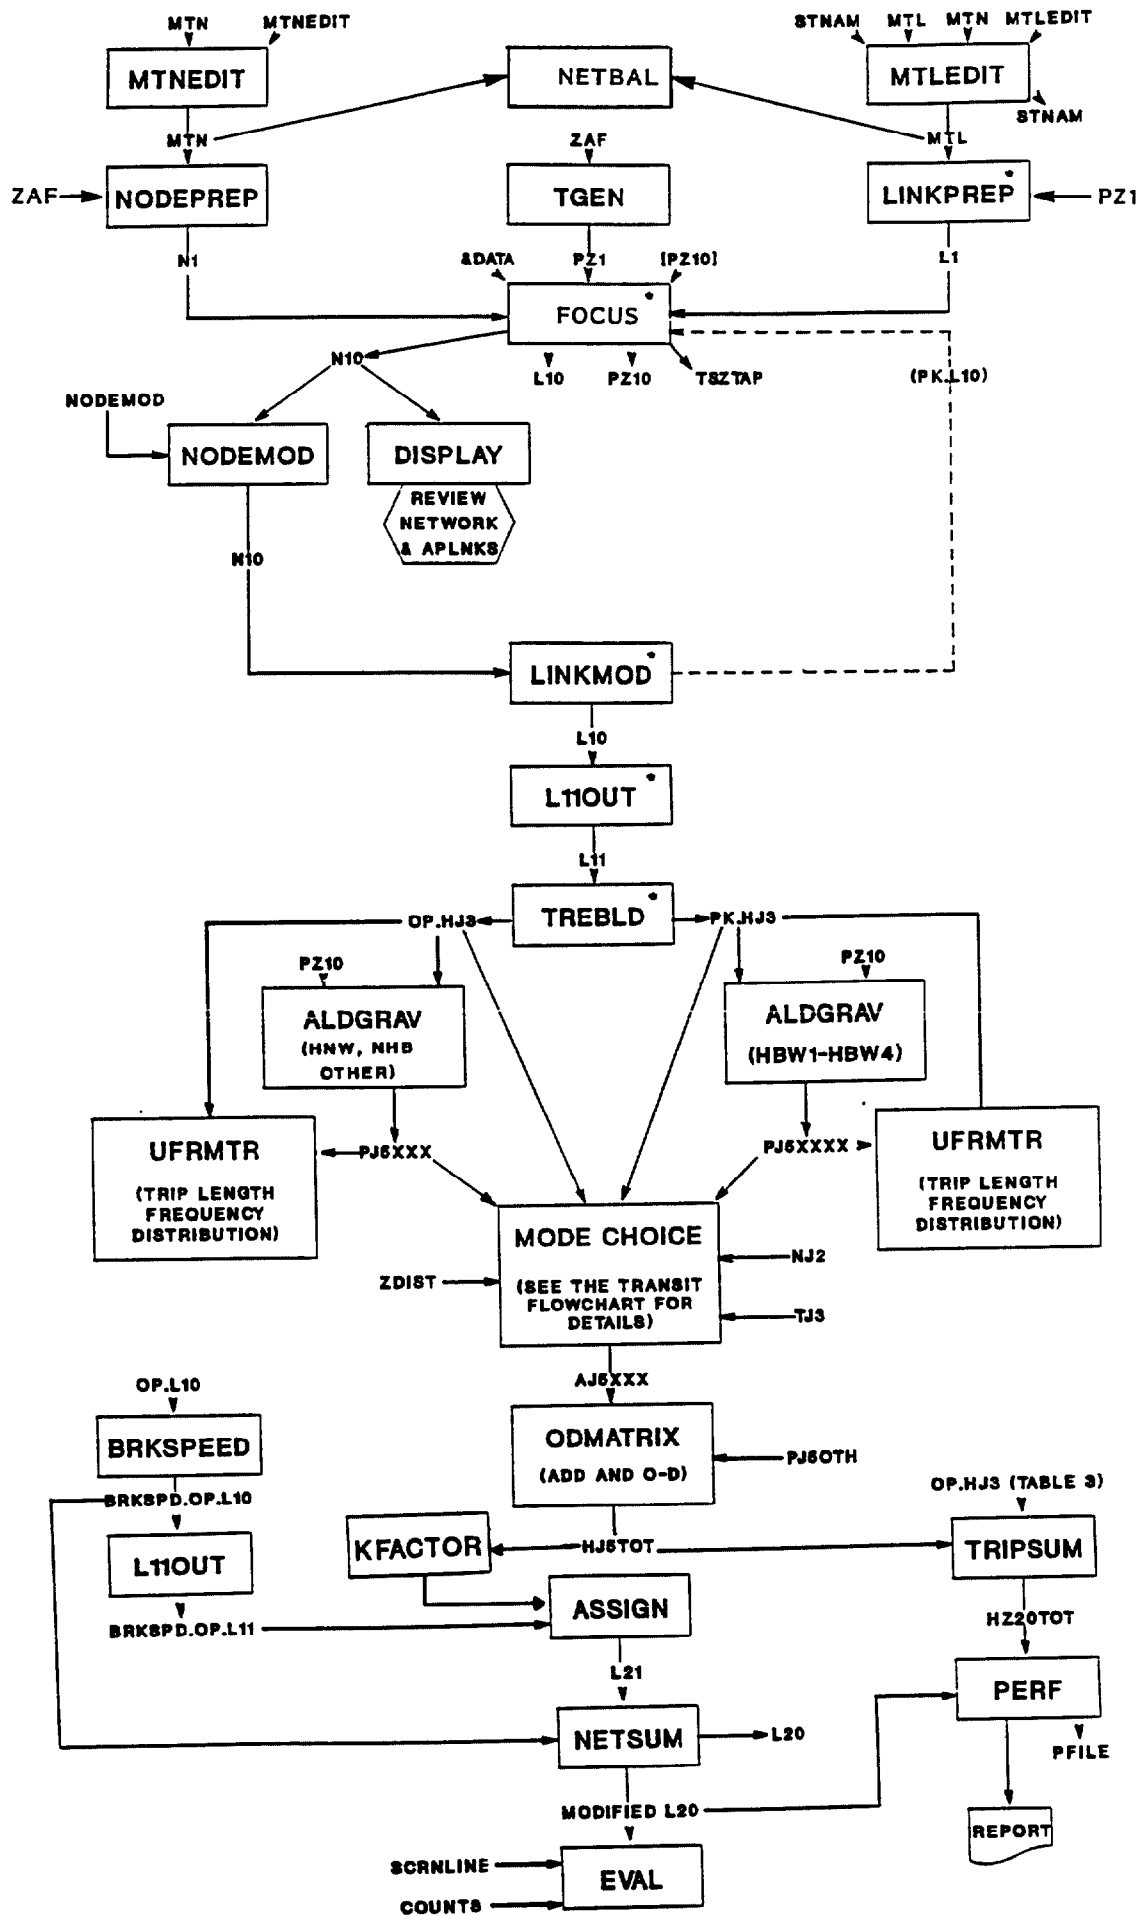 MTN MTNEDIT STNAM MTL MTN MTLEDIT
MTNEDIT NETBAL MTLEDIT
STNAM
MTN ZAF MTL
ZAF NODEPREP TGEN LINKPREP* PZ1
N1 &DATA PZ1 [PZ10] L1
FOCUS*
N10 L10 PZ10 TSZTAP (PK.L10)
NODEMOD
NODEMOD DISPLAY
REVIEW
NETWORK
& APLNKS
N10
LINKMOD*
L10
L11OUT*
L11
OP.HJ3 TREBLD* PK.HJ3
PZ10 PZ10
ALDGRAV
(HNW, NHB
OTHER)
ALDGRAV
(HBW1-HBW4)
UFRMTR
(TRIP LENGTH
FREQUENCY
DISTRIBUTION)
PJ5XXX PJ5XXXX
UFRMTR
(TRIP LENGTH
FREQUENCY
DISTRIBUTION)
MODE CHOICE
(SEE THE TRANSIT
FLOWCHART FOR
DETAILS)
ZDIST NJ2
TJ3
AJ5XXX
OP.L10
BRKSPEED ODMATRIX
(ADD AND O-D)
PJ5OTH
BRKSPD.OP.L10 OP.HJ3 (TABLE 3)
L11OUT KFACTOR HJ5TOT TRIPSUM
BRKSPD.OP.L11 ASSIGN HZ20TOT
L21 PERF
NETSUM L20 PFILE
MODIFIED L20 REPORT
SCRNLINE
EVAL
COUNTS